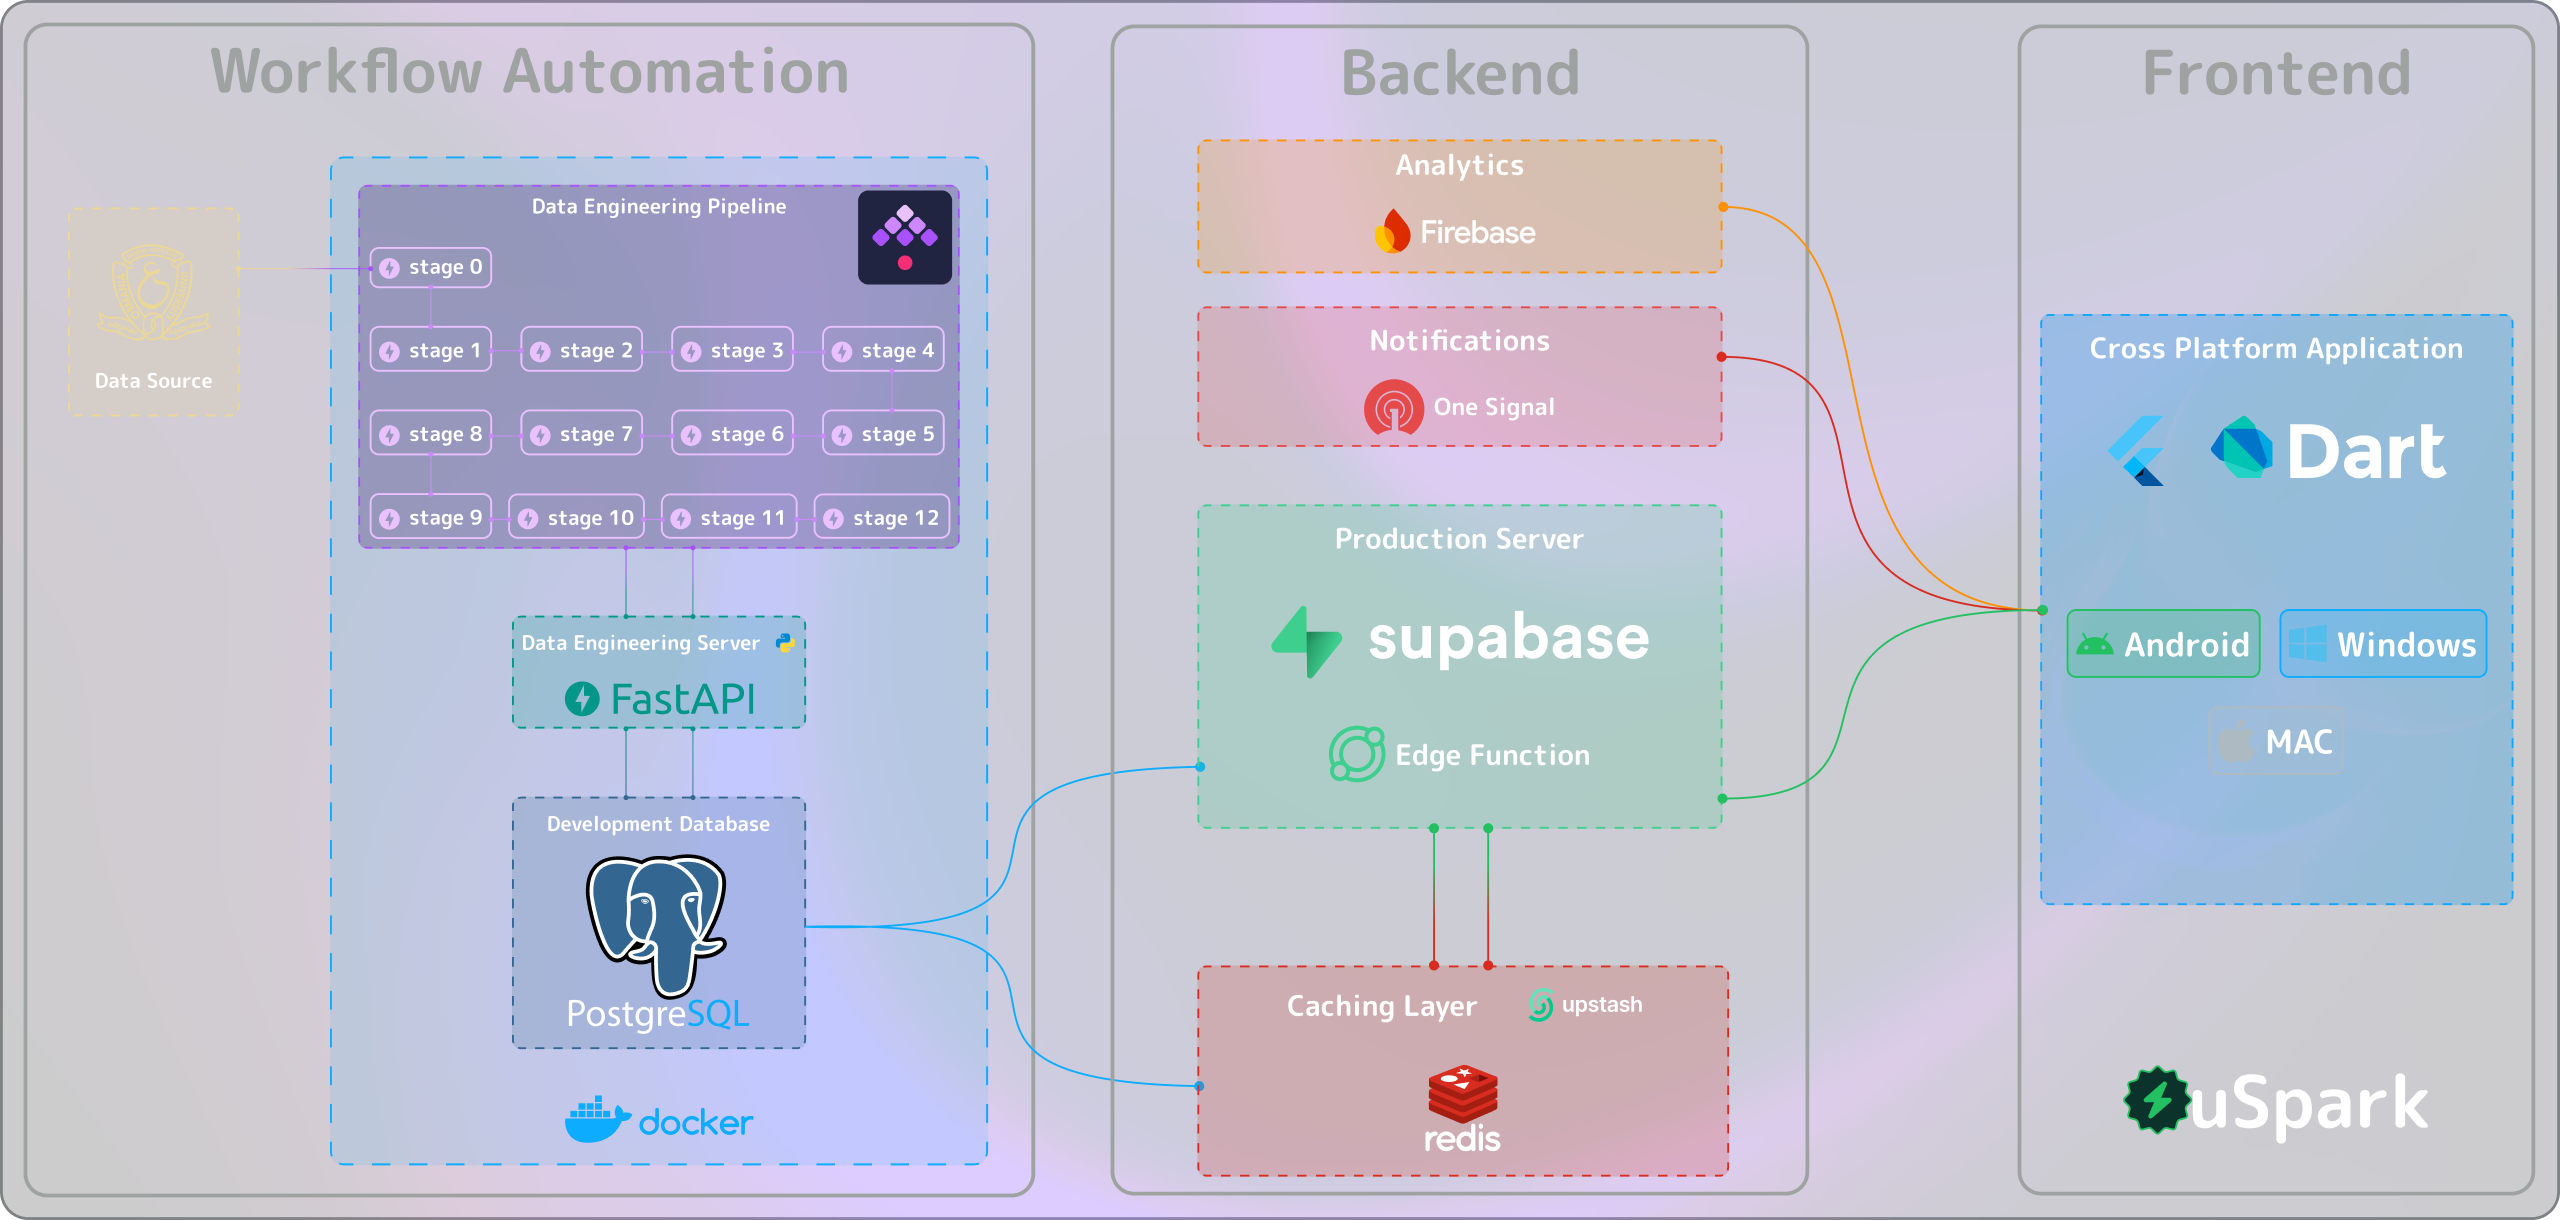 Workflow Automation
Data Source
Data Engineering Pipeline
stage 0
stage 1
stage 2
stage 3
stage 4
stage 8
stage 7
stage 6
stage 5
stage 9
stage 10
stage 11
stage 12
Data Engineering Server
FastAPI
Development Database
PostgreSQL
docker
Backend
Analytics
Firebase
Notifications
One Signal
Production Server
supabase
Edge Function
Caching Layer
upstash
redis
Frontend
Cross Platform Application
Dart
Android
Windows
MAC
uSpark